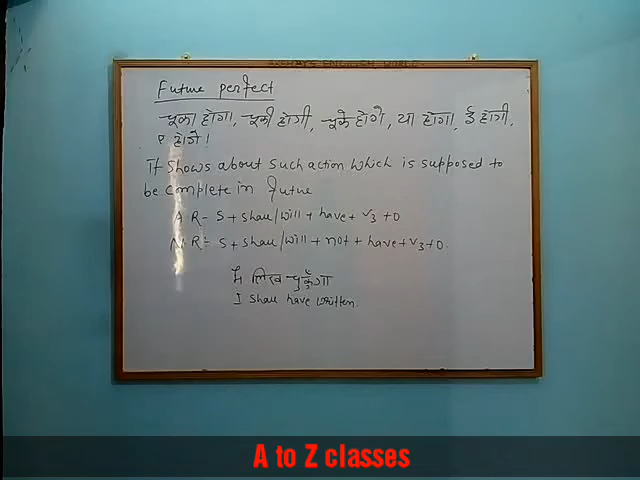 Future perfect
चूका होगा, चूकी होगी, चूके होगें, या होगा, ई होगी,
ए होगें।
It shows about such action which is supposed to
be complete in future
A R- S + shall/will + have + V3 + O
N R- S + shall/will + not + have + V3 + O.
मैं लिख चुकूँगा
I shall have written.
A to Z classes